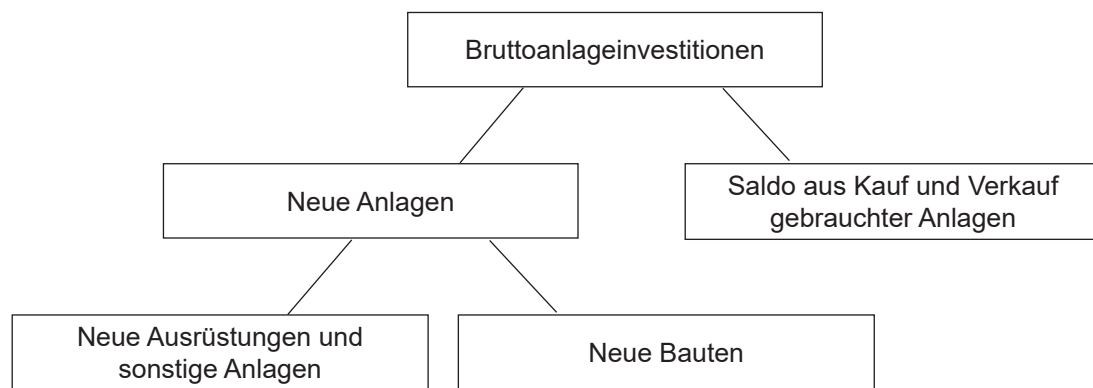 Bruttoanlageinvestitionen
Neue Anlagen
Saldo aus Kauf und Verkauf
gebrauchter Anlagen
Neue Ausrüstungen und
sonstige Anlagen
Neue Bauten